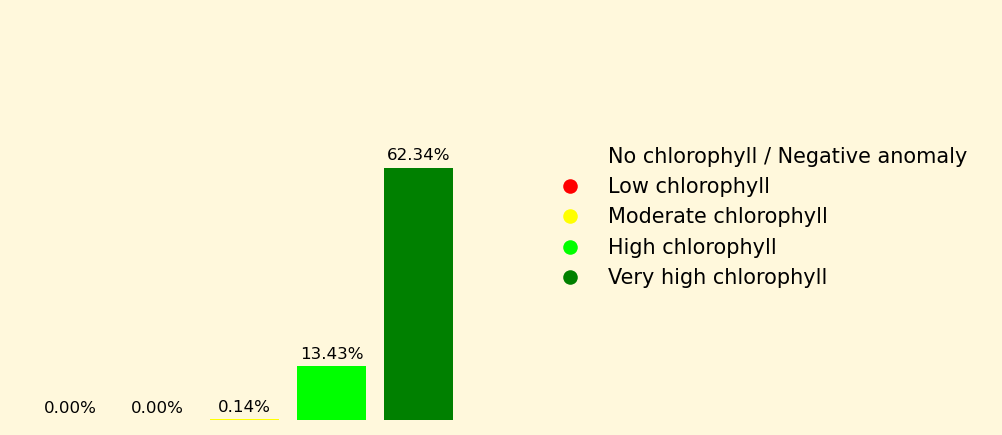 62.34%
13.43%
0.00%
0.00%
0.14%
No chlorophyll / Negative anomaly
Low chlorophyll
Moderate chlorophyll
High chlorophyll
Very high chlorophyll